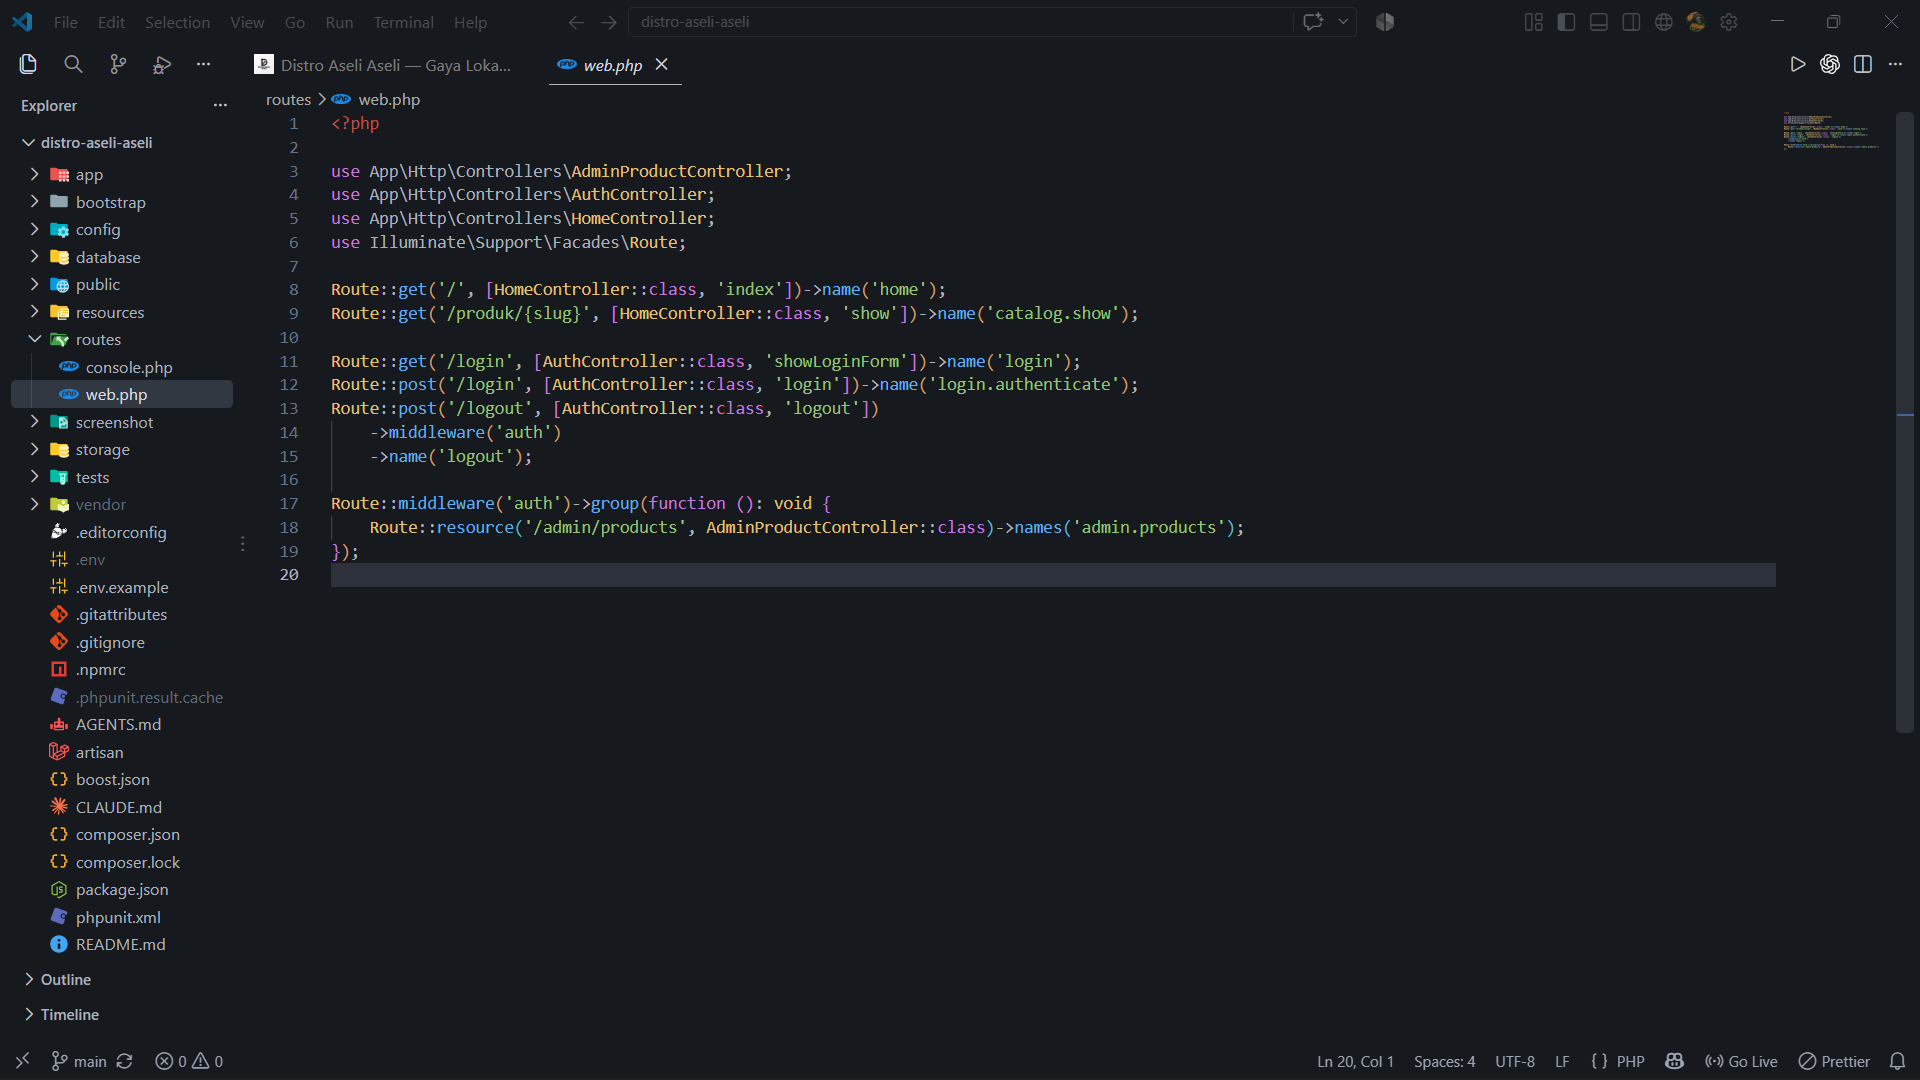 File Edit Selection View Go Run Terminal Help
distro-aseli-aseli
Distro Aseli Aseli — Gaya Loka...
php web.php
Explorer
distro-aseli-aseli
app
bootstrap
config
database
public
resources
routes
php console.php
php web.php
screenshot
storage
tests
vendor
.editorconfig
.env
.env.example
.gitattributes
.gitignore
.npmrc
.phpunit.result.cache
AGENTS.md
artisan
boost.json
CLAUDE.md
composer.json
composer.lock
package.json
phpunit.xml
README.md
Outline
Timeline
routes > php web.php
1 <?php
2
3 use App\Http\Controllers\AdminProductController;
4 use App\Http\Controllers\AuthController;
5 use App\Http\Controllers\HomeController;
6 use Illuminate\Support\Facades\Route;
7
8 Route::get('/', [HomeController::class, 'index'])->name('home');
9 Route::get('/produk/{slug}', [HomeController::class, 'show'])->name('catalog.show');
10
11 Route::get('/login', [AuthController::class, 'showLoginForm'])->name('login');
12 Route::post('/login', [AuthController::class, 'login'])->name('login.authenticate');
13 Route::post('/logout', [AuthController::class, 'logout'])
14 ->middleware('auth')
15 ->name('logout');
16
17 Route::middleware('auth')->group(function (): void {
18 Route::resource('/admin/products', AdminProductController::class)->names('admin.products');
19 });
20
main 0 0
Ln 20, Col 1 Spaces: 4 UTF-8 LF { } PHP Go Live Prettier